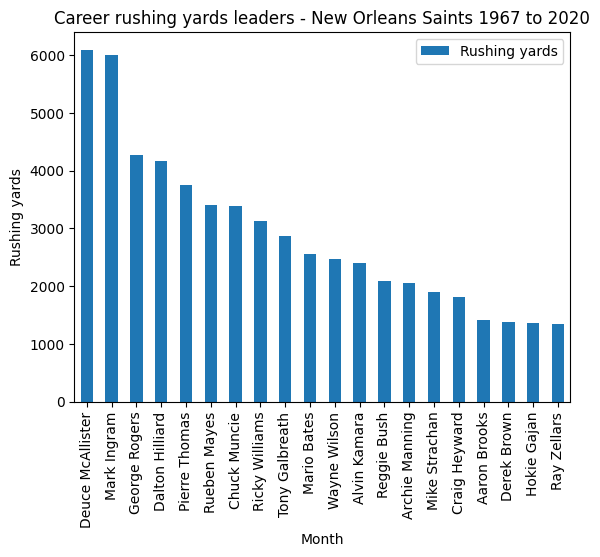 Career rushing yards leaders - New Orleans Saints 1967 to 2020
Rushing yards
6000
5000
4000
3000
2000
1000
0
Rushing yards
Deuce McAllister
Mark Ingram
George Rogers
Dalton Hilliard
Pierre Thomas
Rueben Mayes
Chuck Muncie
Ricky Williams
Tony Galbreath
Mario Bates
Wayne Wilson
Alvin Kamara
Reggie Bush
Archie Manning
Mike Strachan
Craig Heyward
Aaron Brooks
Derek Brown
Hokie Gajan
Ray Zellars
Month